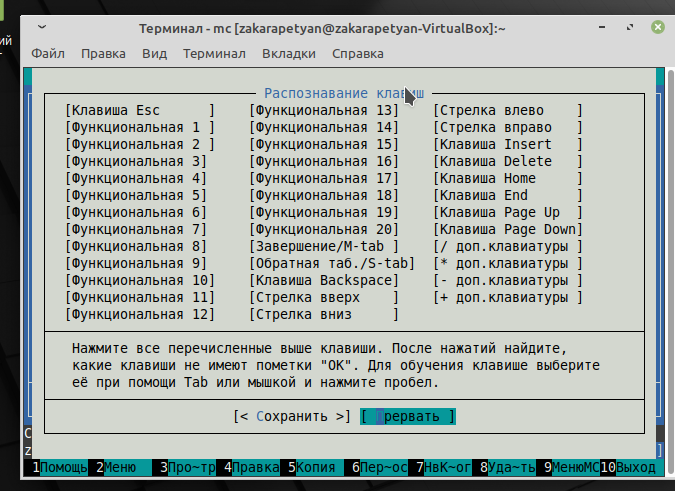 ий
Терминал - mc [zakarapetyan@zakarapetyan-VirtualBox]:~
Файл Правка Вид Терминал Вкладки Справка
Распознавание клавиш
[Клавиша Esc ] [Функциональная 13] [Стрелка влево ]
[Функциональная 1 ] [Функциональная 14] [Стрелка вправо ]
[Функциональная 2 ] [Функциональная 15] [Клавиша Insert ]
[Функциональная 3] [Функциональная 16] [Клавиша Delete ]
[Функциональная 4] [Функциональная 17] [Клавиша Home ]
[Функциональная 5] [Функциональная 18] [Клавиша End ]
[Функциональная 6] [Функциональная 19] [Клавиша Page Up ]
[Функциональная 7] [Функциональная 20] [Клавиша Page Down]
[Функциональная 8] [Завершение/M-tab ] [/ доп.клавиатуры ]
[Функциональная 9] [Обратная таб./S-tab] [* доп.клавиатуры ]
[Функциональная 10] [Клавиша Backspace] [- доп.клавиатуры ]
[Функциональная 11] [Стрелка вверх ] [+ доп.клавиатуры ]
[Функциональная 12] [Стрелка вниз ]
Нажмите все перечисленные выше клавиши. После нажатий найдите,
какие клавиши не имеют пометки "OK". Для обучения клавише выберите
её при помощи Tab или мышкой и нажмите пробел.
[< Сохранить >] [ Прервать ]
С
z ]
1Помощь 2Меню 3Про~тр 4Правка 5Копия 6Пер~ос 7НвК~ог 8Уда~ть 9МенюMC 10Выход